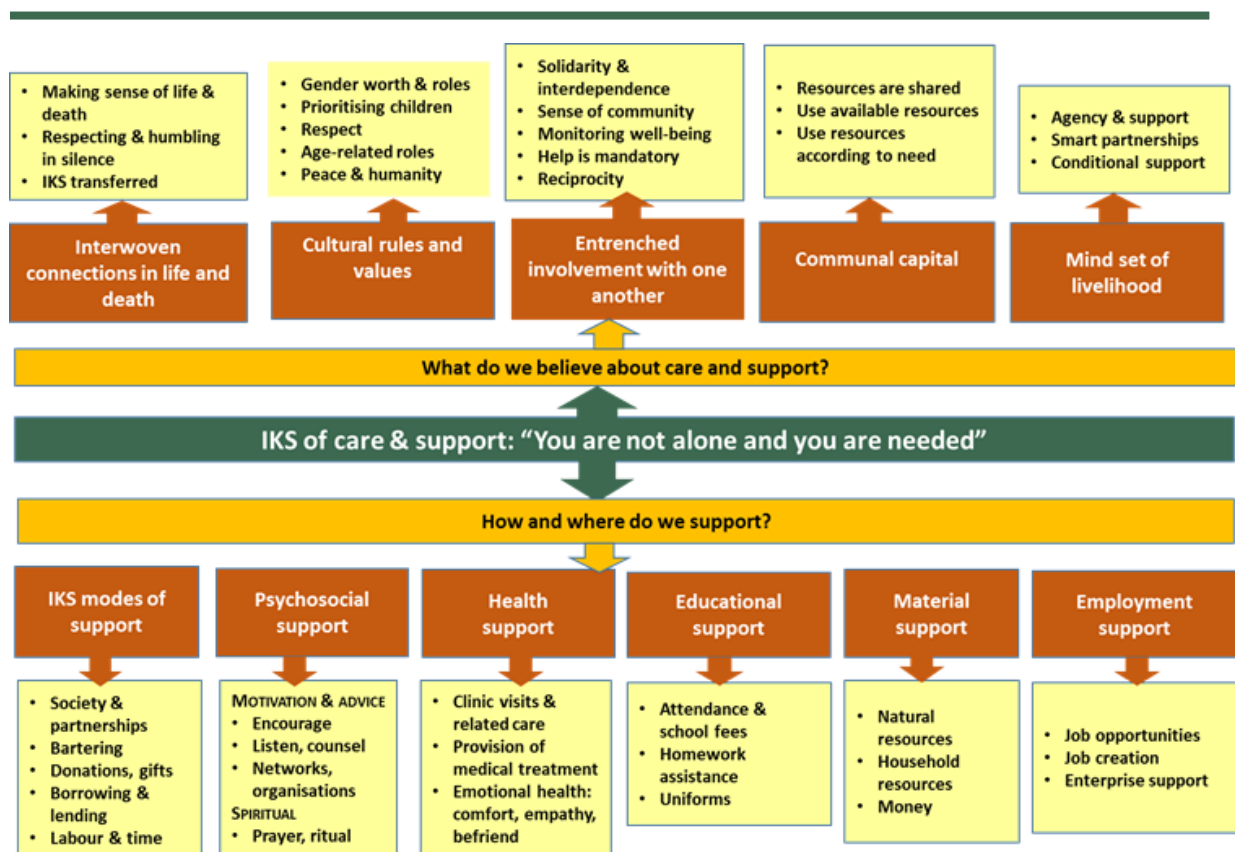 • Making sense of life &
death
• Respecting & humbling
in silence
• IKS transferred
• Gender worth & roles
• Prioritising children
• Respect
• Age-related roles
• Peace & humanity
• Solidarity &
interdependence
• Sense of community
• Monitoring well-being
• Help is mandatory
• Reciprocity
• Resources are shared
• Use available resources
• Use resources
according to need
• Agency & support
• Smart partnerships
• Conditional support
Interwoven
connections in life and
death
Cultural rules and
values
Entrenched
involvement with one
another
Communal capital
Mind set of
livelihood
What do we believe about care and support?
IKS of care & support: “You are not alone and you are needed”
How and where do we support?
IKS modes of
support
Psychosocial
support
Health
support
Educational
support
Material
support
Employment
support
• Society &
partnerships
• Bartering
• Donations, gifts
• Borrowing &
lending
• Labour & time
MOTIVATION & ADVICE
• Encourage
• Listen, counsel
• Networks,
organisations
SPIRITUAL
• Prayer, ritual
• Clinic visits &
related care
• Provision of
medical treatment
• Emotional health:
comfort, empathy,
befriend
• Attendance &
school fees
• Homework
assistance
• Uniforms
• Natural
resources
• Household
resources
• Money
• Job opportunities
• Job creation
• Enterprise support